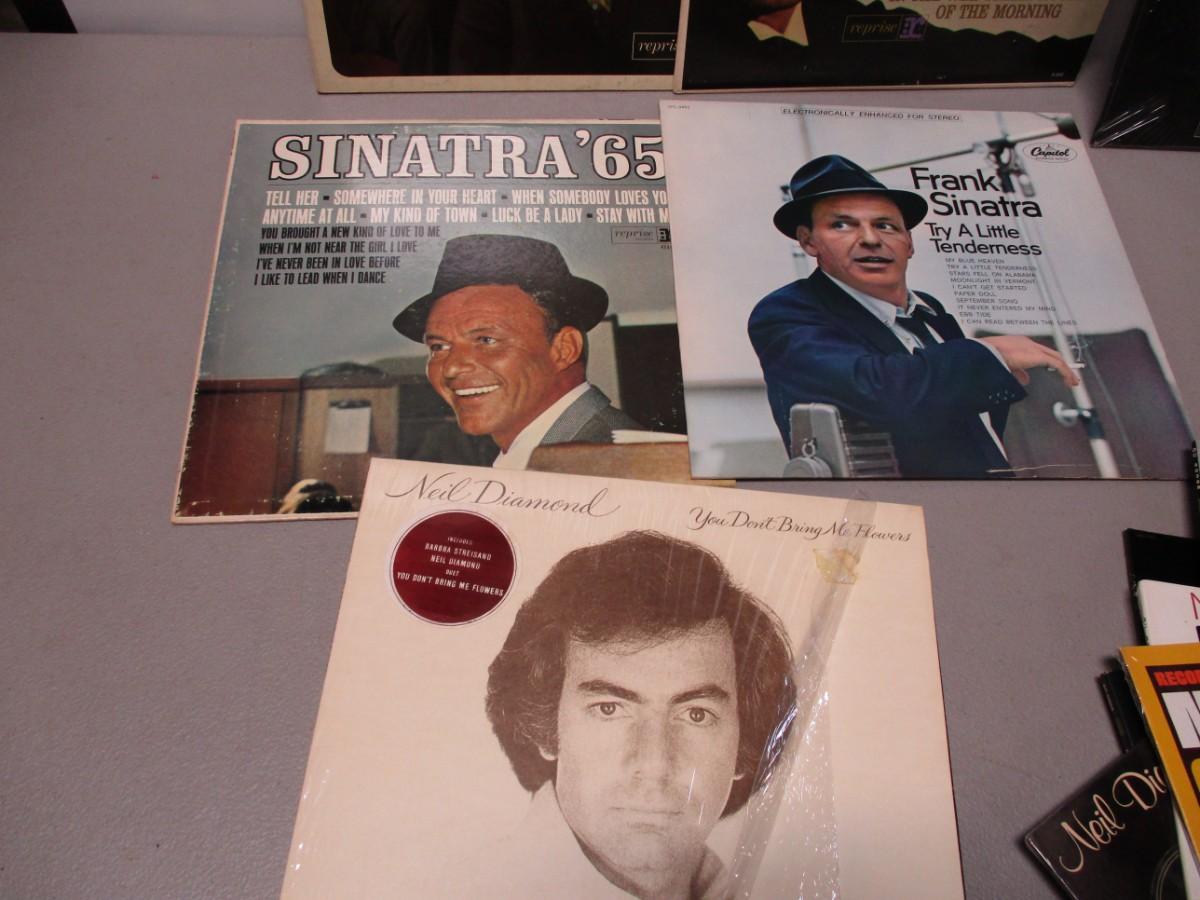 reprise
OF THE MORNING
reprise
SINATRA '65
TELL HER ▪ SOMEWHERE IN YOUR HEART ▪ WHEN SOMEBODY LOVES YO
ANYTIME AT ALL ▪ MY KIND OF TOWN ▪ LUCK BE A LADY ▪ STAY WITH M
YOU BROUGHT A NEW KIND OF LOVE TO ME
WHEN I'M NOT NEAR THE GIRL I LOVE
I'VE NEVER BEEN IN LOVE BEFORE
I LIKE TO LEAD WHEN I DANCE
reprise
ELECTRONICALLY ENHANCED FOR STEREO
Capitol
Frank
Sinatra
Try A Little
Tenderness
MY BLUE HEAVEN
TRY A LITTLE TENDERNESS
STARS FELL ON ALABAMA
MOONLIGHT IN VERMONT
I CAN'T GET STARTED
PAPER DOLL
SEPTEMBER SONG
IT NEVER ENTERED MY MIND
EBB TIDE
I CAN READ BETWEEN THE LINES
Neil Diamond
You Don't Bring Me Flowers
INCLUDES
BARBRA STREISAND
NEIL DIAMOND
DUET
YOU DON'T BRING ME FLOWERS
RECO
Neil Di